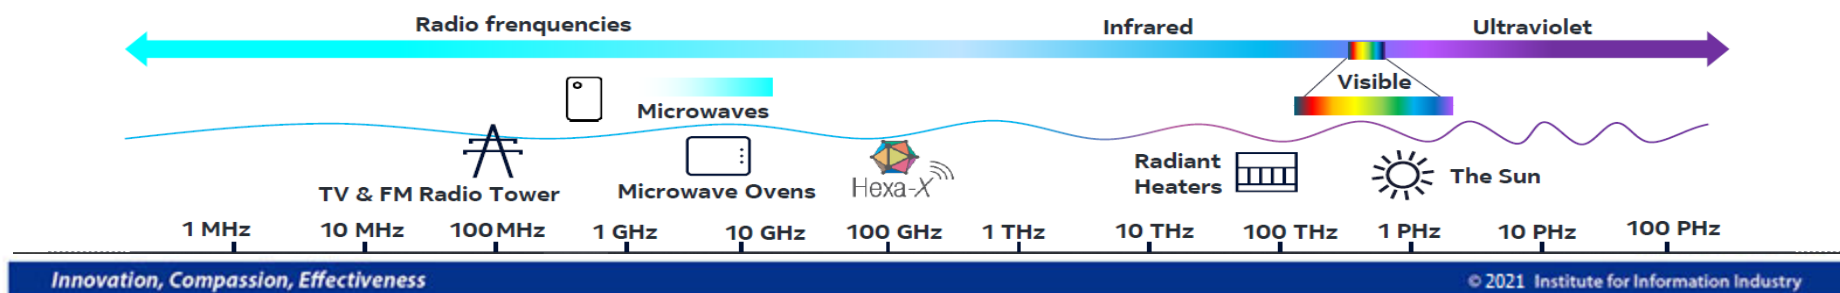 Radio frenquencies
Infrared
Ultraviolet
Visible
Microwaves
TV & FM Radio Tower
Microwave Ovens
Hexa-X
Radiant
Heaters
The Sun
1 MHz 10 MHz 100 MHz 1 GHz 10 GHz 100 GHz 1 THz 10 THz 100 THz 1 PHz 10 PHz 100 PHz
Innovation, Compassion, Effectiveness
© 2021 Institute for Information Industry